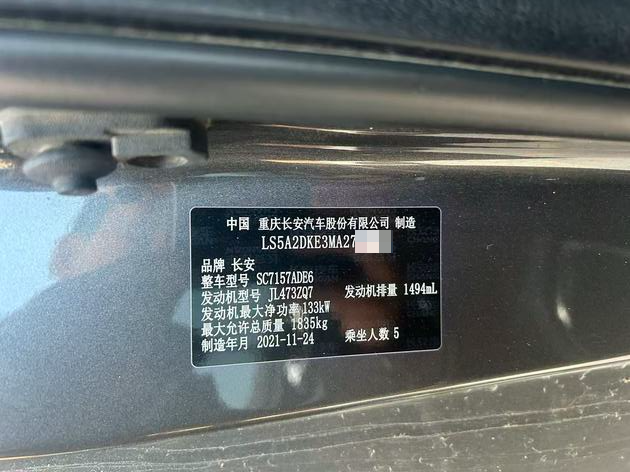 中国 重庆长安汽车股份有限公司 制造
LS5A2DKE3MA27
品牌 长安
整车型号 SC7157ADE6
发动机型号 JL473ZQ7 发动机排量 1494mL
发动机最大净功率 133kW
最大允许总质量 1835kg
制造年月 2021-11-24 乘坐人数 5